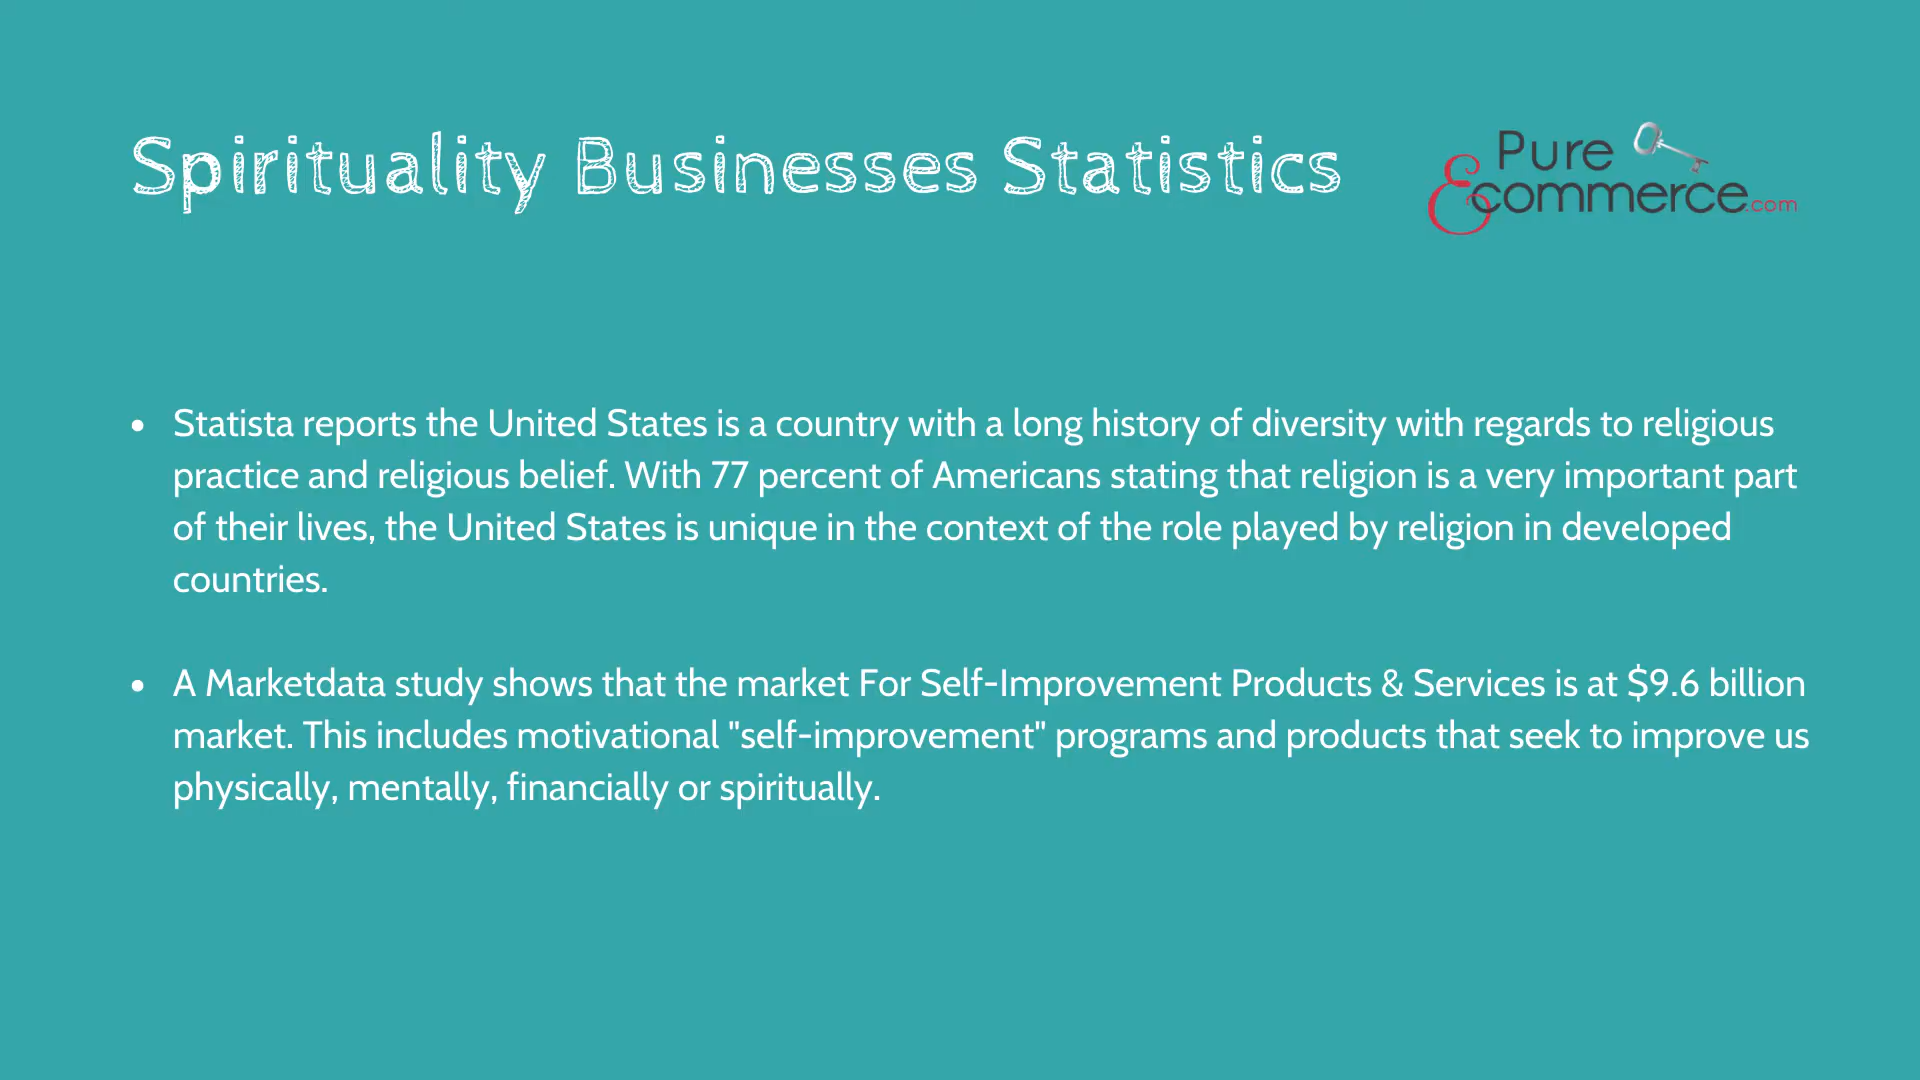 Spirituality Businesses Statistics
Pure
Ecommerce.com
• Statista reports the United States is a country with a long history of diversity with regards to religious
practice and religious belief. With 77 percent of Americans stating that religion is a very important part
of their lives, the United States is unique in the context of the role played by religion in developed
countries.
• A Marketdata study shows that the market For Self-Improvement Products & Services is at $9.6 billion
market. This includes motivational "self-improvement" programs and products that seek to improve us
physically, mentally, financially or spiritually.